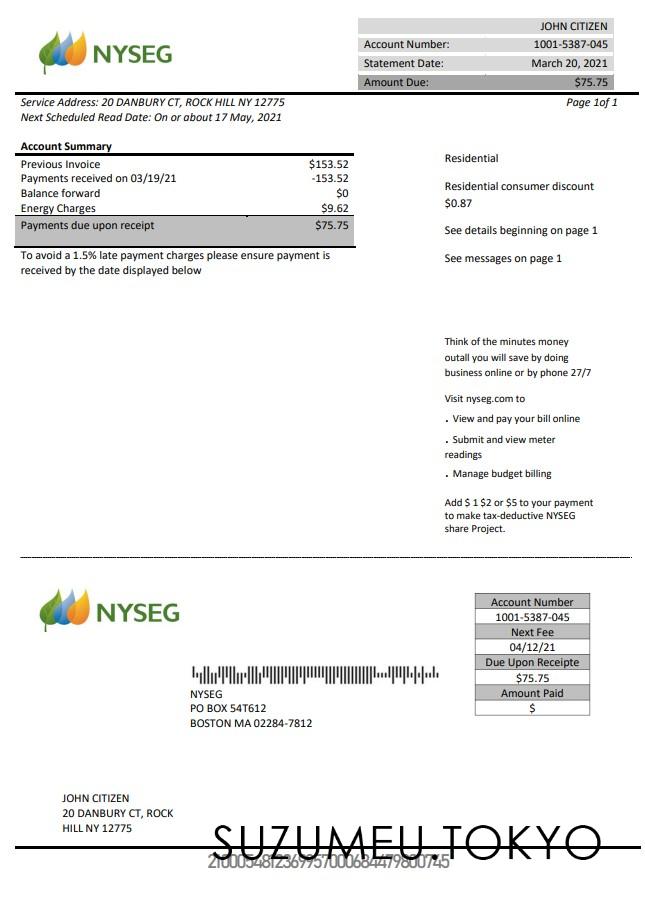 NYSEG
JOHN CITIZEN
Account Number: 1001-5387-045
Statement Date: March 20, 2021
Amount Due: $75.75
Service Address: 20 DANBURY CT, ROCK HILL NY 12775
Page 1of 1
Next Scheduled Read Date: On or about 17 May, 2021
Account Summary
Previous Invoice $153.52
Payments received on 03/19/21 -153.52
Balance forward $0
Energy Charges $9.62
Payments due upon receipt $75.75
To avoid a 1.5% late payment charges please ensure payment is
received by the date displayed below
Residential
Residential consumer discount
$0.87
See details beginning on page 1
See messages on page 1
Think of the minutes money
outall you will save by doing
business online or by phone 27/7
Visit nyseg.com to
. View and pay your bill online
. Submit and view meter
readings
. Manage budget billing
Add $ 1 $2 or $5 to your payment
to make tax-deductive NYSEG
share Project.
NYSEG
Account Number
1001-5387-045
Next Fee
04/12/21
Due Upon Receipte
$75.75
Amount Paid
$
NYSEG
PO BOX 54T612
BOSTON MA 02284-7812
JOHN CITIZEN
20 DANBURY CT, ROCK
HILL NY 12775
SUZUMEU.TOKYO